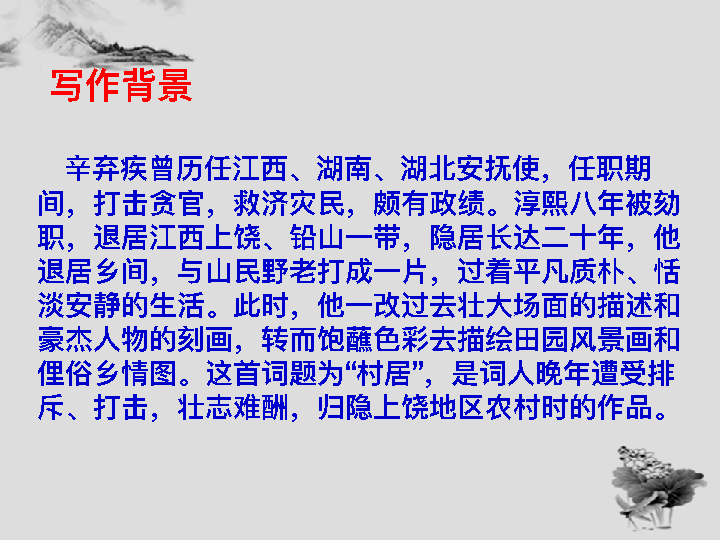 写作背景
辛弃疾曾历任江西、湖南、湖北安抚使，任职期
间，打击贪官，救济灾民，颇有政绩。淳熙八年被劾
职，退居江西上饶、铅山一带，隐居长达二十年，他
退居乡间，与山民野老打成一片，过着平凡质朴、恬
淡安静的生活。此时，他一改过去壮大场面的描述和
豪杰人物的刻画，转而饱蘸色彩去描绘田园风景画和
俚俗乡情图。这首词题为“村居”，是词人晚年遭受排
斥、打击，壮志难酬，归隐上饶地区农村时的作品。